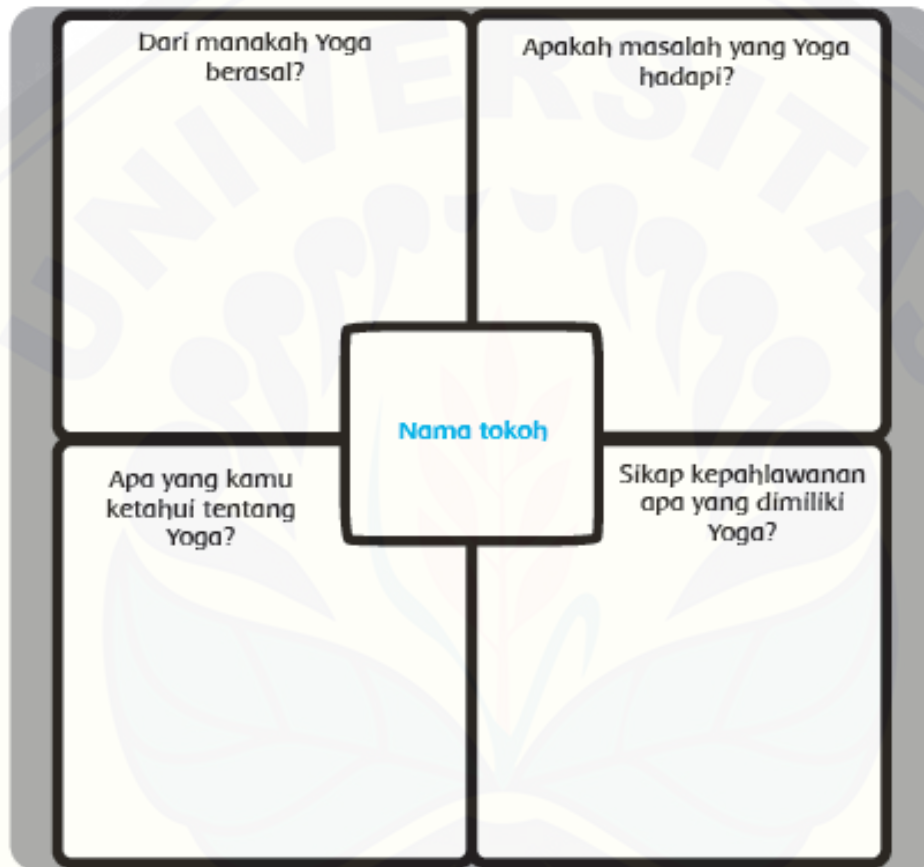 Dari manakah Yoga
berasal?
Apakah masalah yang Yoga
hadapi?
Nama tokoh
Apa yang kamu
ketahui tentang
Yoga?
Sikap kepahlawanan
apa yang dimiliki
Yoga?
UNIVERSITAS